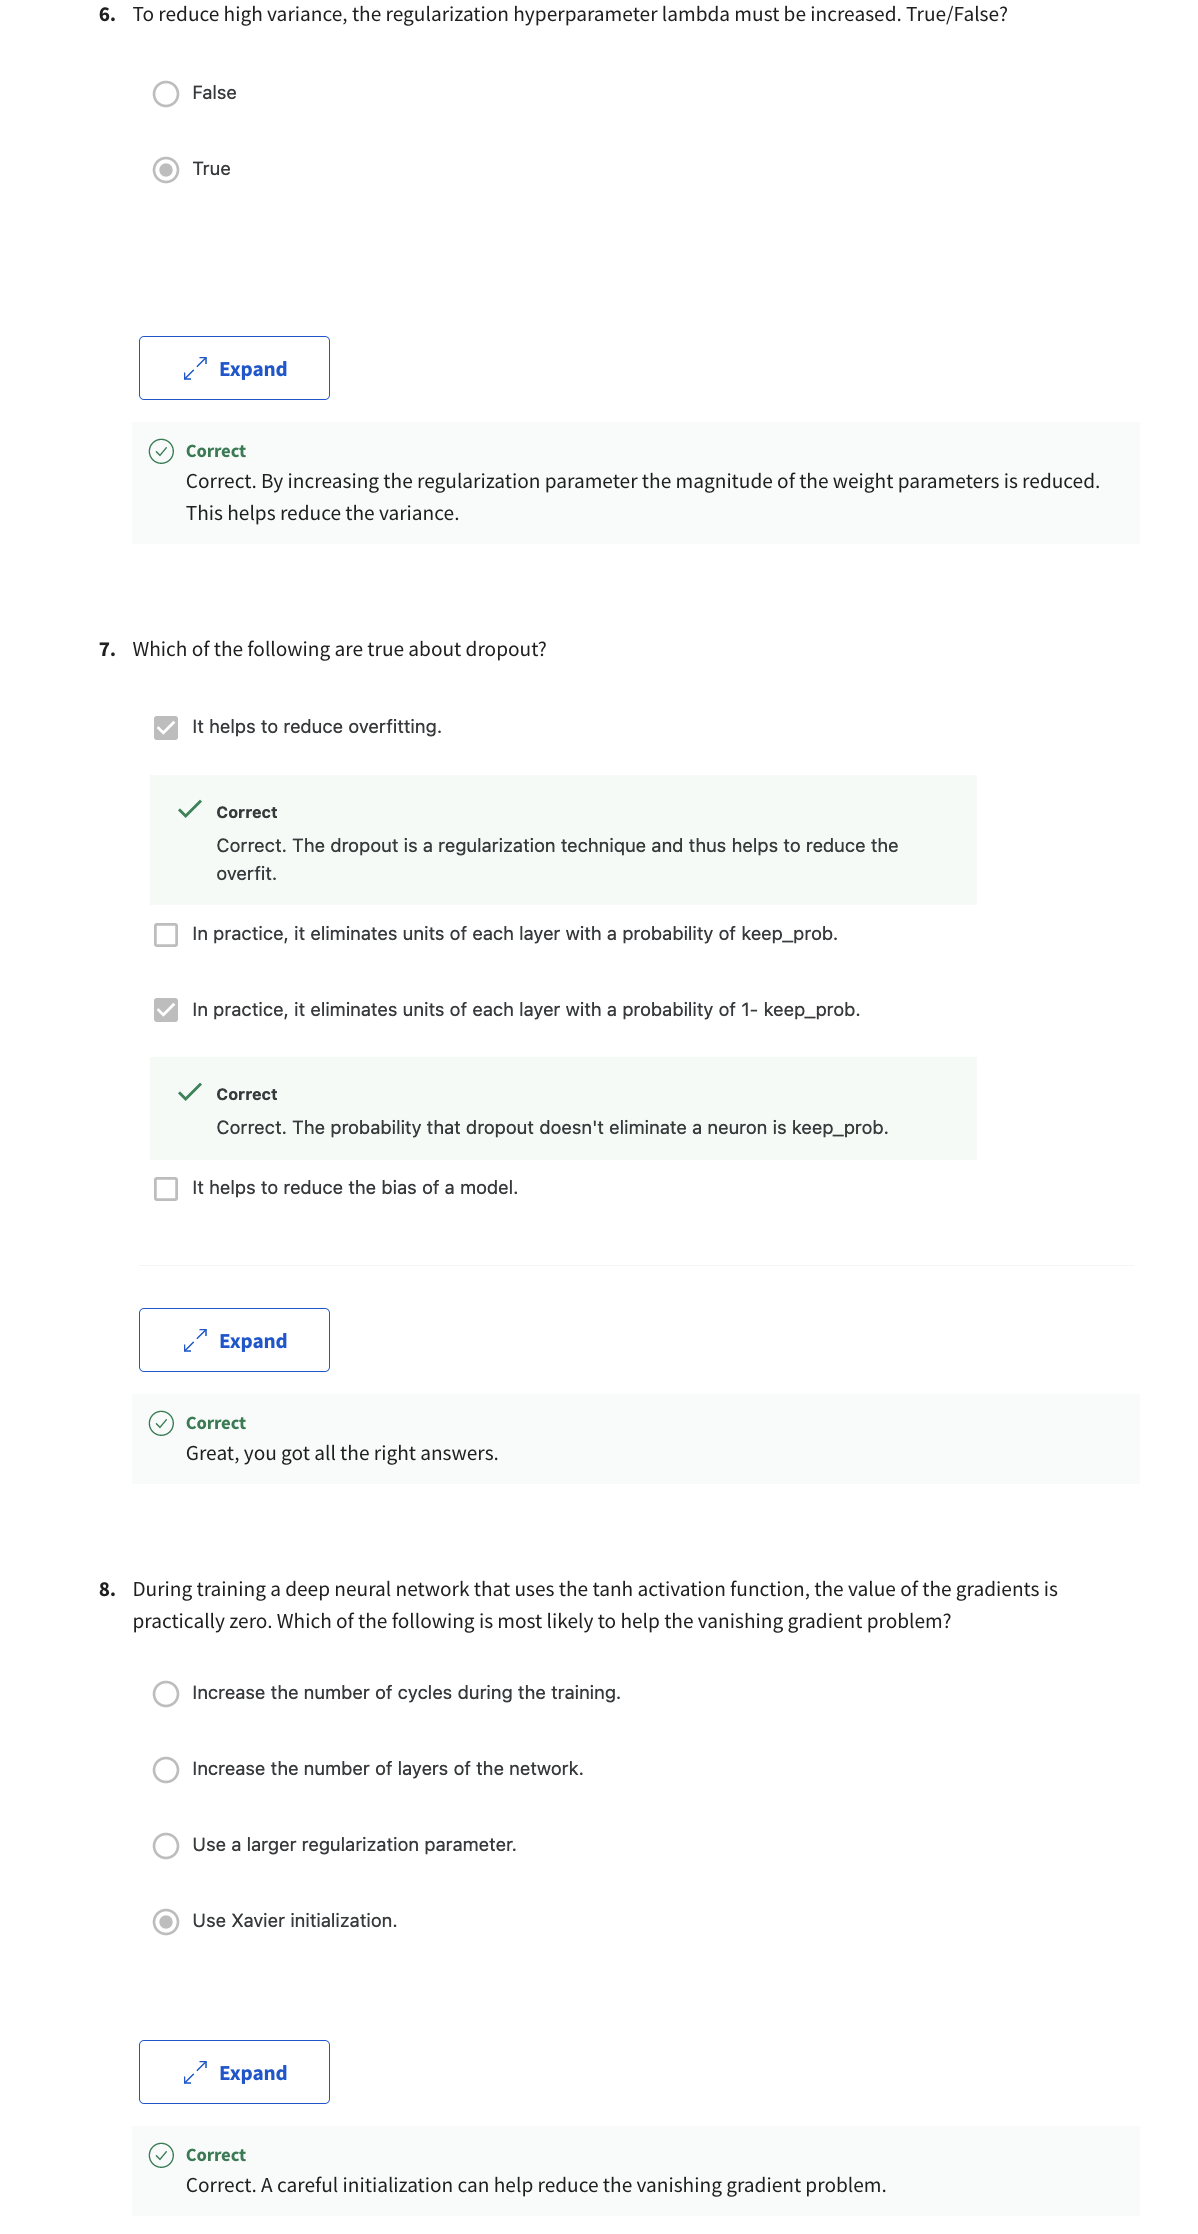 6. To reduce high variance, the regularization hyperparameter lambda must be increased. True/False?
False
True
Expand
Correct
Correct. By increasing the regularization parameter the magnitude of the weight parameters is reduced.
This helps reduce the variance.
7. Which of the following are true about dropout?
It helps to reduce overfitting.
Correct
Correct. The dropout is a regularization technique and thus helps to reduce the
overfit.
In practice, it eliminates units of each layer with a probability of keep_prob.
In practice, it eliminates units of each layer with a probability of 1- keep_prob.
Correct
Correct. The probability that dropout doesn't eliminate a neuron is keep_prob.
It helps to reduce the bias of a model.
Expand
Correct
Great, you got all the right answers.
8. During training a deep neural network that uses the tanh activation function, the value of the gradients is
practically zero. Which of the following is most likely to help the vanishing gradient problem?
Increase the number of cycles during the training.
Increase the number of layers of the network.
Use a larger regularization parameter.
Use Xavier initialization.
Expand
Correct
Correct. A careful initialization can help reduce the vanishing gradient problem.